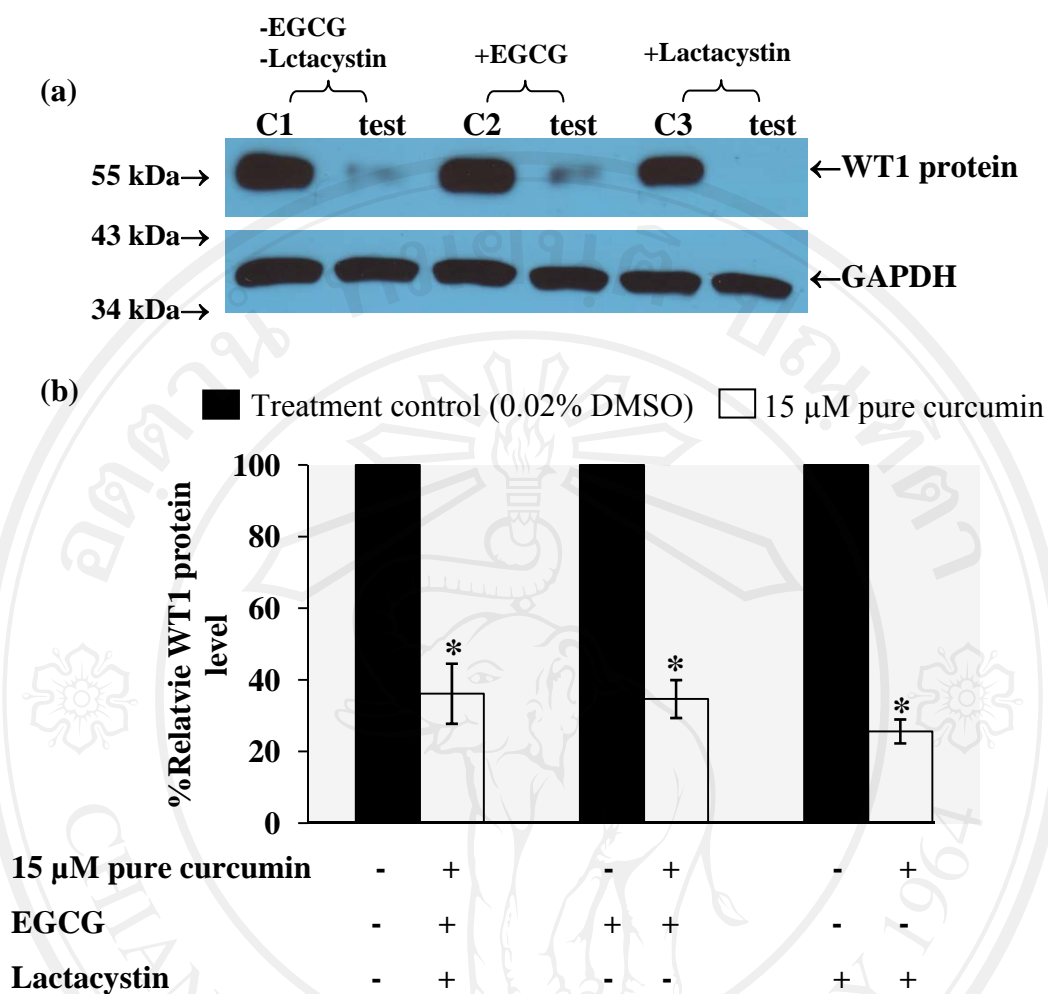 -EGCG
-Lctacystin
+EGCG
+Lactacystin
(a)
C1 test C2 test C3 test
55 kDa→
←WT1 protein
43 kDa→
←GAPDH
34 kDa→
(b)
Treatment control (0.02% DMSO) 15 µM pure curcumin
%Relatvie WT1 protein
level
100
80
60
40
20
0
* * *
15 µM pure curcumin - + - + - +
EGCG - + + + - -
Lactacystin - + - - + +
1964